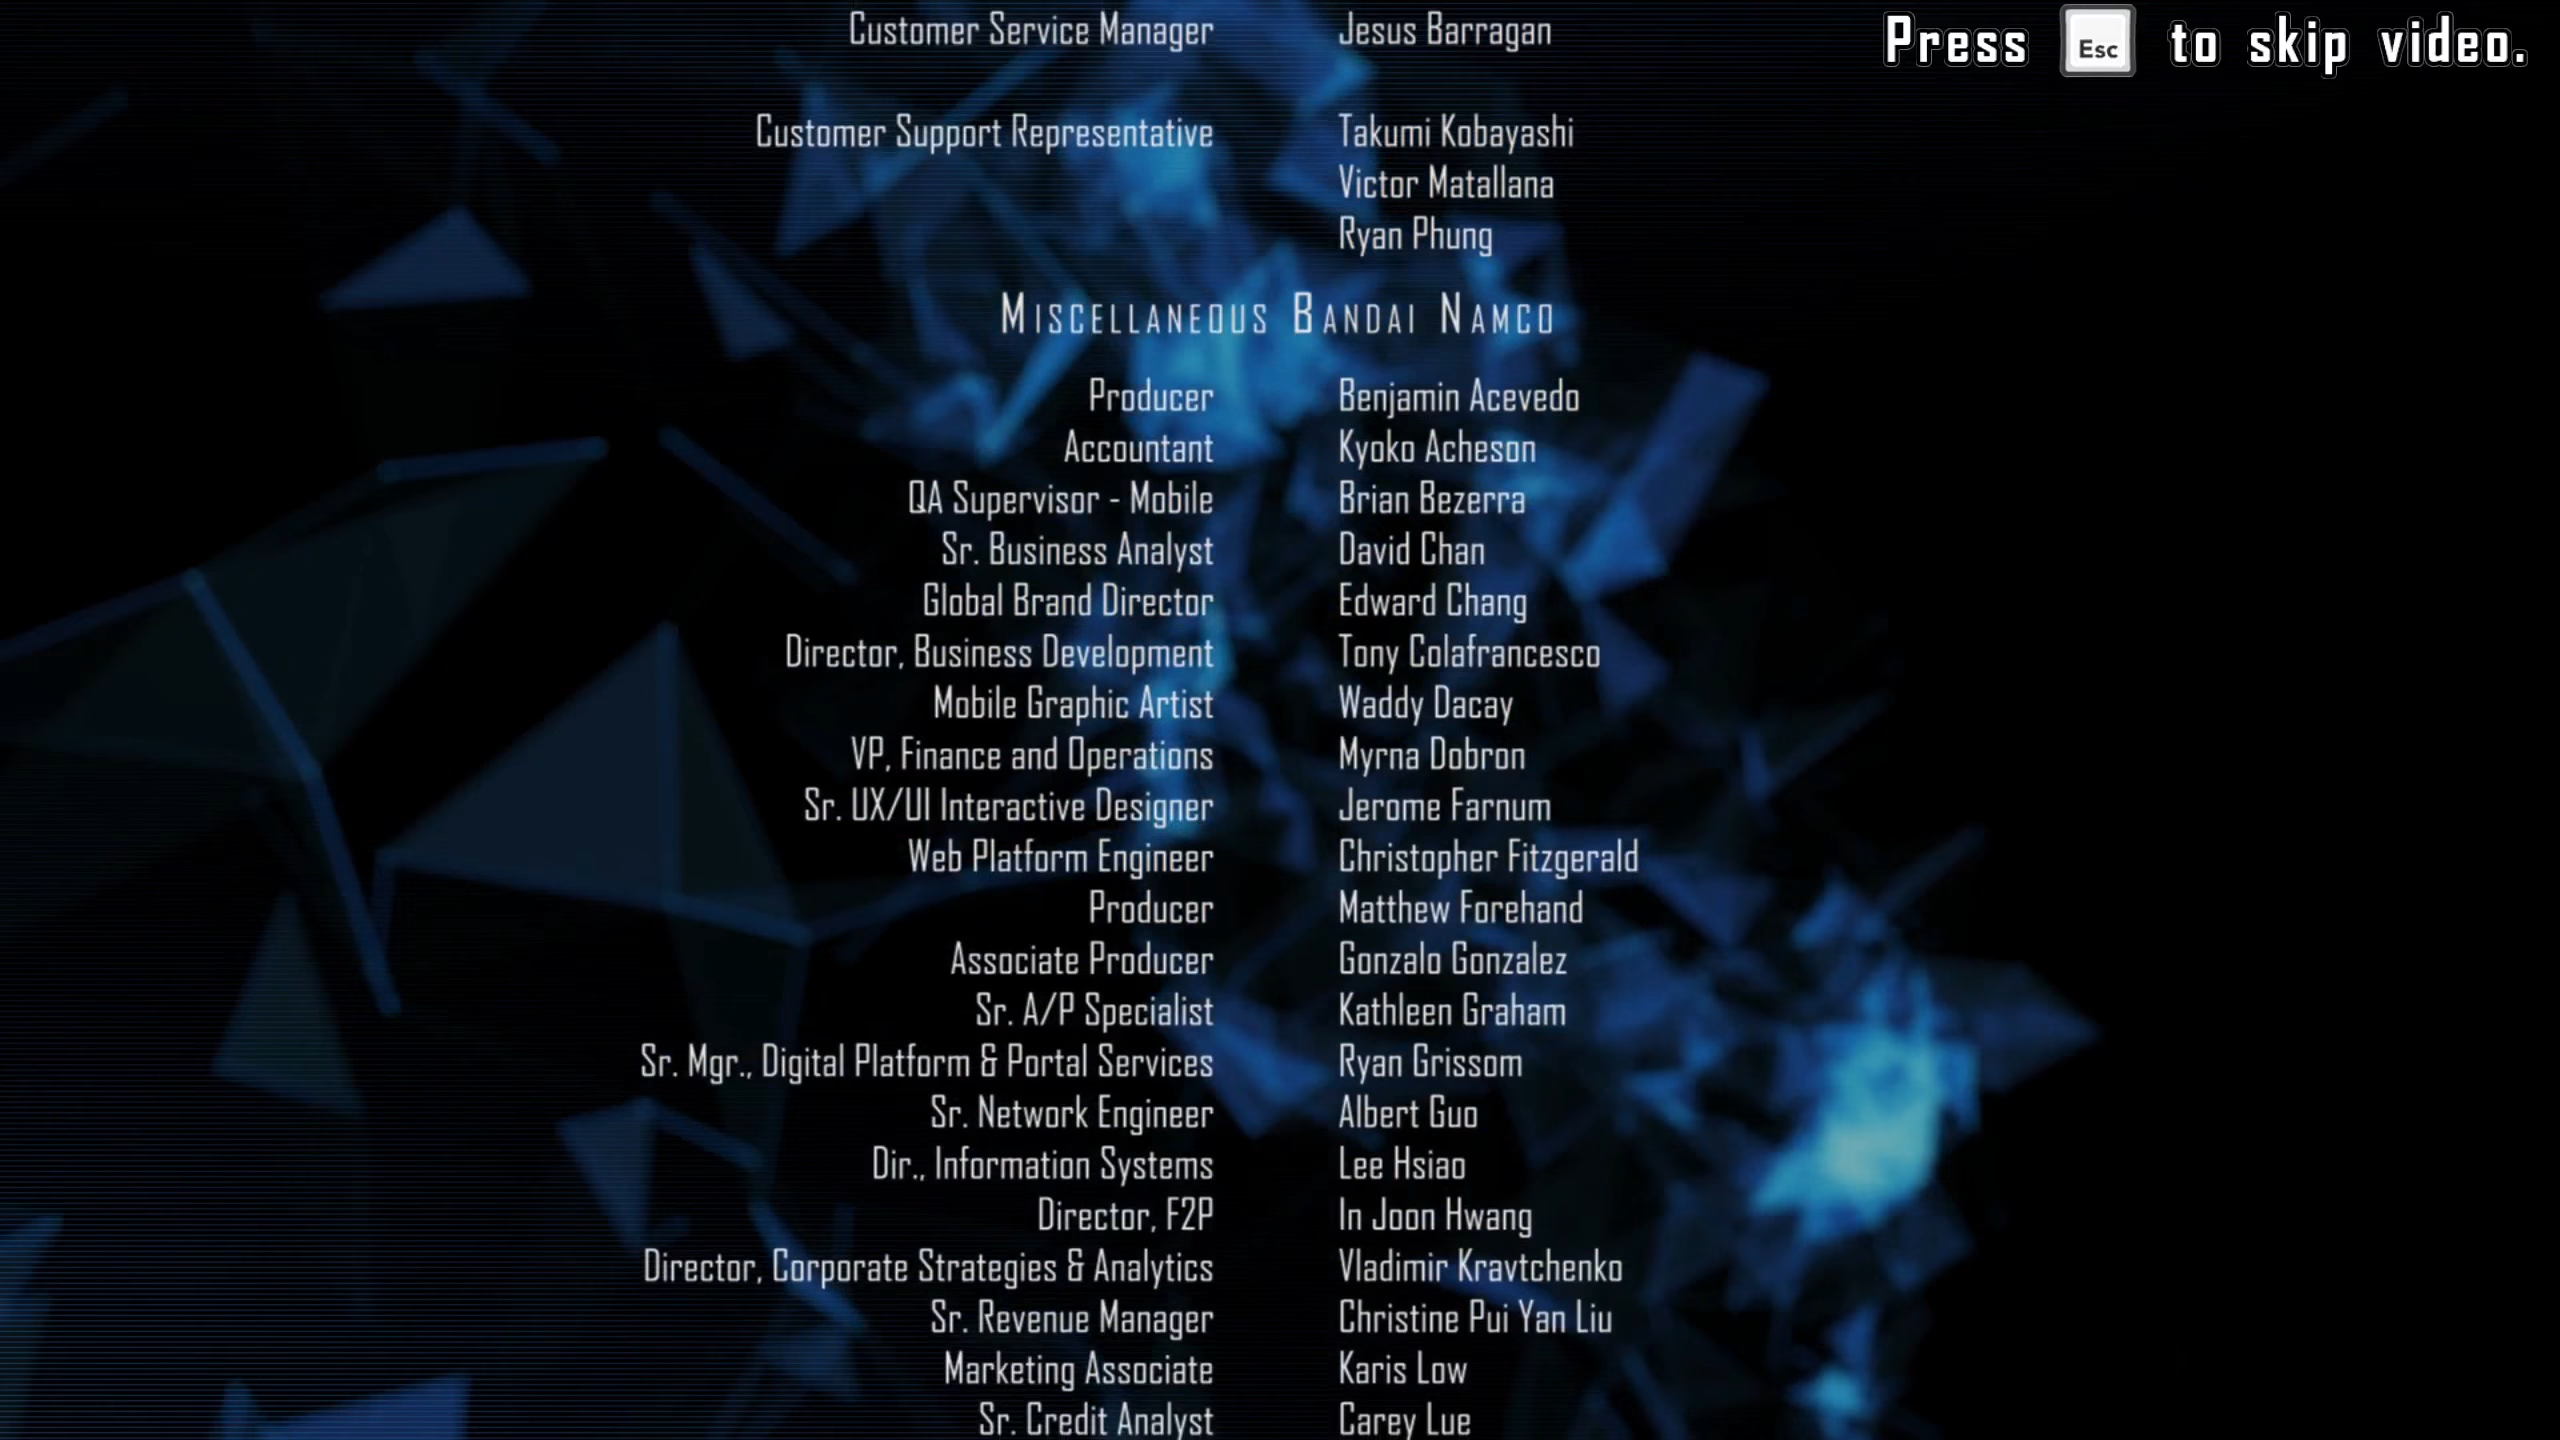 Press Esc to skip video.
Customer Service Manager Jesus Barragan
Customer Support Representative Takumi Kobayashi
Victor Matallana
Ryan Phung
Miscellaneous Bandai Namco
Producer Benjamin Acevedo
Accountant Kyoko Acheson
QA Supervisor - Mobile Brian Bezerra
Sr. Business Analyst David Chan
Global Brand Director Edward Chang
Director, Business Development Tony Colafrancesco
Mobile Graphic Artist Waddy Dacay
VP, Finance and Operations Myrna Dobron
Sr. UX/UI Interactive Designer Jerome Farnum
Web Platform Engineer Christopher Fitzgerald
Producer Matthew Forehand
Associate Producer Gonzalo Gonzalez
Sr. A/P Specialist Kathleen Graham
Sr. Mgr., Digital Platform & Portal Services Ryan Grissom
Sr. Network Engineer Albert Guo
Dir., Information Systems Lee Hsiao
Director, F2P In Joon Hwang
Director, Corporate Strategies & Analytics Vladimir Kravtchenko
Sr. Revenue Manager Christine Pui Yan Liu
Marketing Associate Karis Low
Sr. Credit Analyst Carey Lue